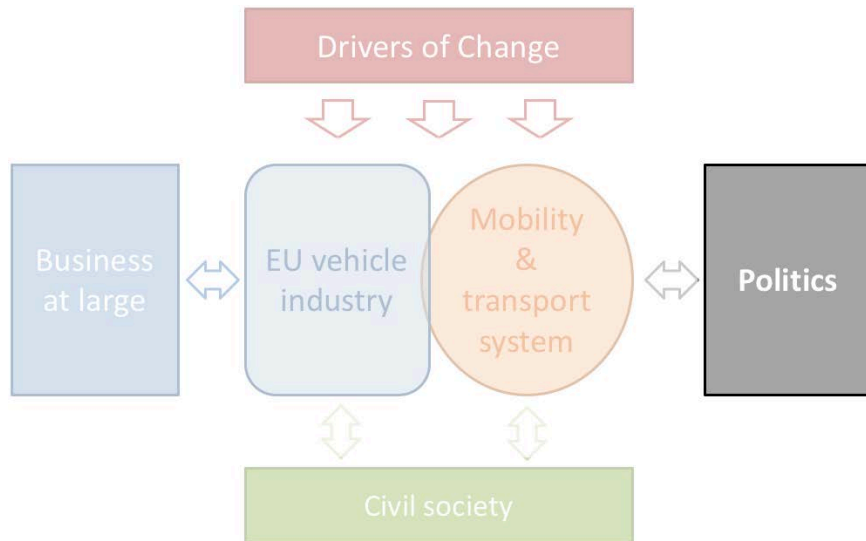 Drivers of Change
Business
at large
EU vehicle
industry
Mobility
&
transport
system
Politics
Civil society